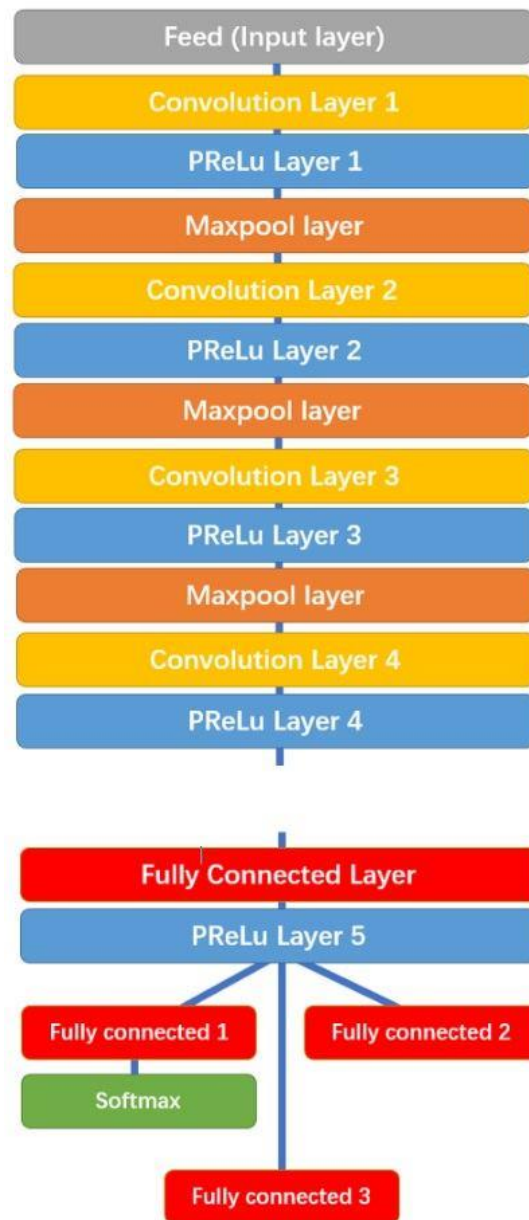 Feed (Input layer)
Convolution Layer 1
PReLu Layer 1
Maxpool layer
Convolution Layer 2
PReLu Layer 2
Maxpool layer
Convolution Layer 3
PReLu Layer 3
Maxpool layer
Convolution Layer 4
PReLu Layer 4
Fully Connected Layer
PReLu Layer 5
Fully connected 1
Fully connected 2
Softmax
Fully connected 3